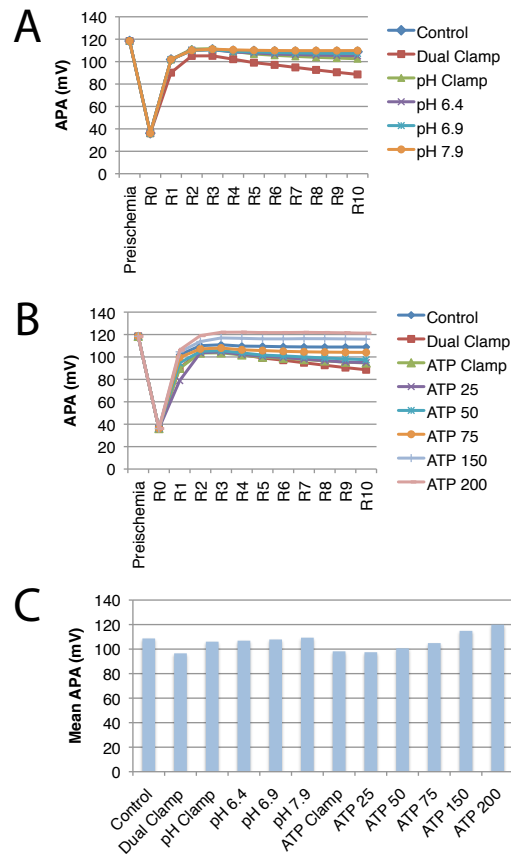 A
APA (mV)
140
120
100
80
60
40
20
0
Preischemia
R0
R1
R2
R3
R4
R5
R6
R7
R8
R9
R10
Control
Dual Clamp
pH Clamp
pH 6.4
pH 6.9
pH 7.9
B
APA (mV)
140
120
100
80
60
40
20
0
Preischemia
R0
R1
R2
R3
R4
R5
R6
R7
R8
R9
R10
Control
Dual Clamp
ATP Clamp
ATP 25
ATP 50
ATP 75
ATP 150
ATP 200
C
Mean APA (mV)
140
120
100
80
60
40
20
0
Control
Dual Clamp
pH Clamp
pH 6.4
pH 6.9
pH 7.9
ATP Clamp
ATP 25
ATP 50
ATP 75
ATP 150
ATP 200